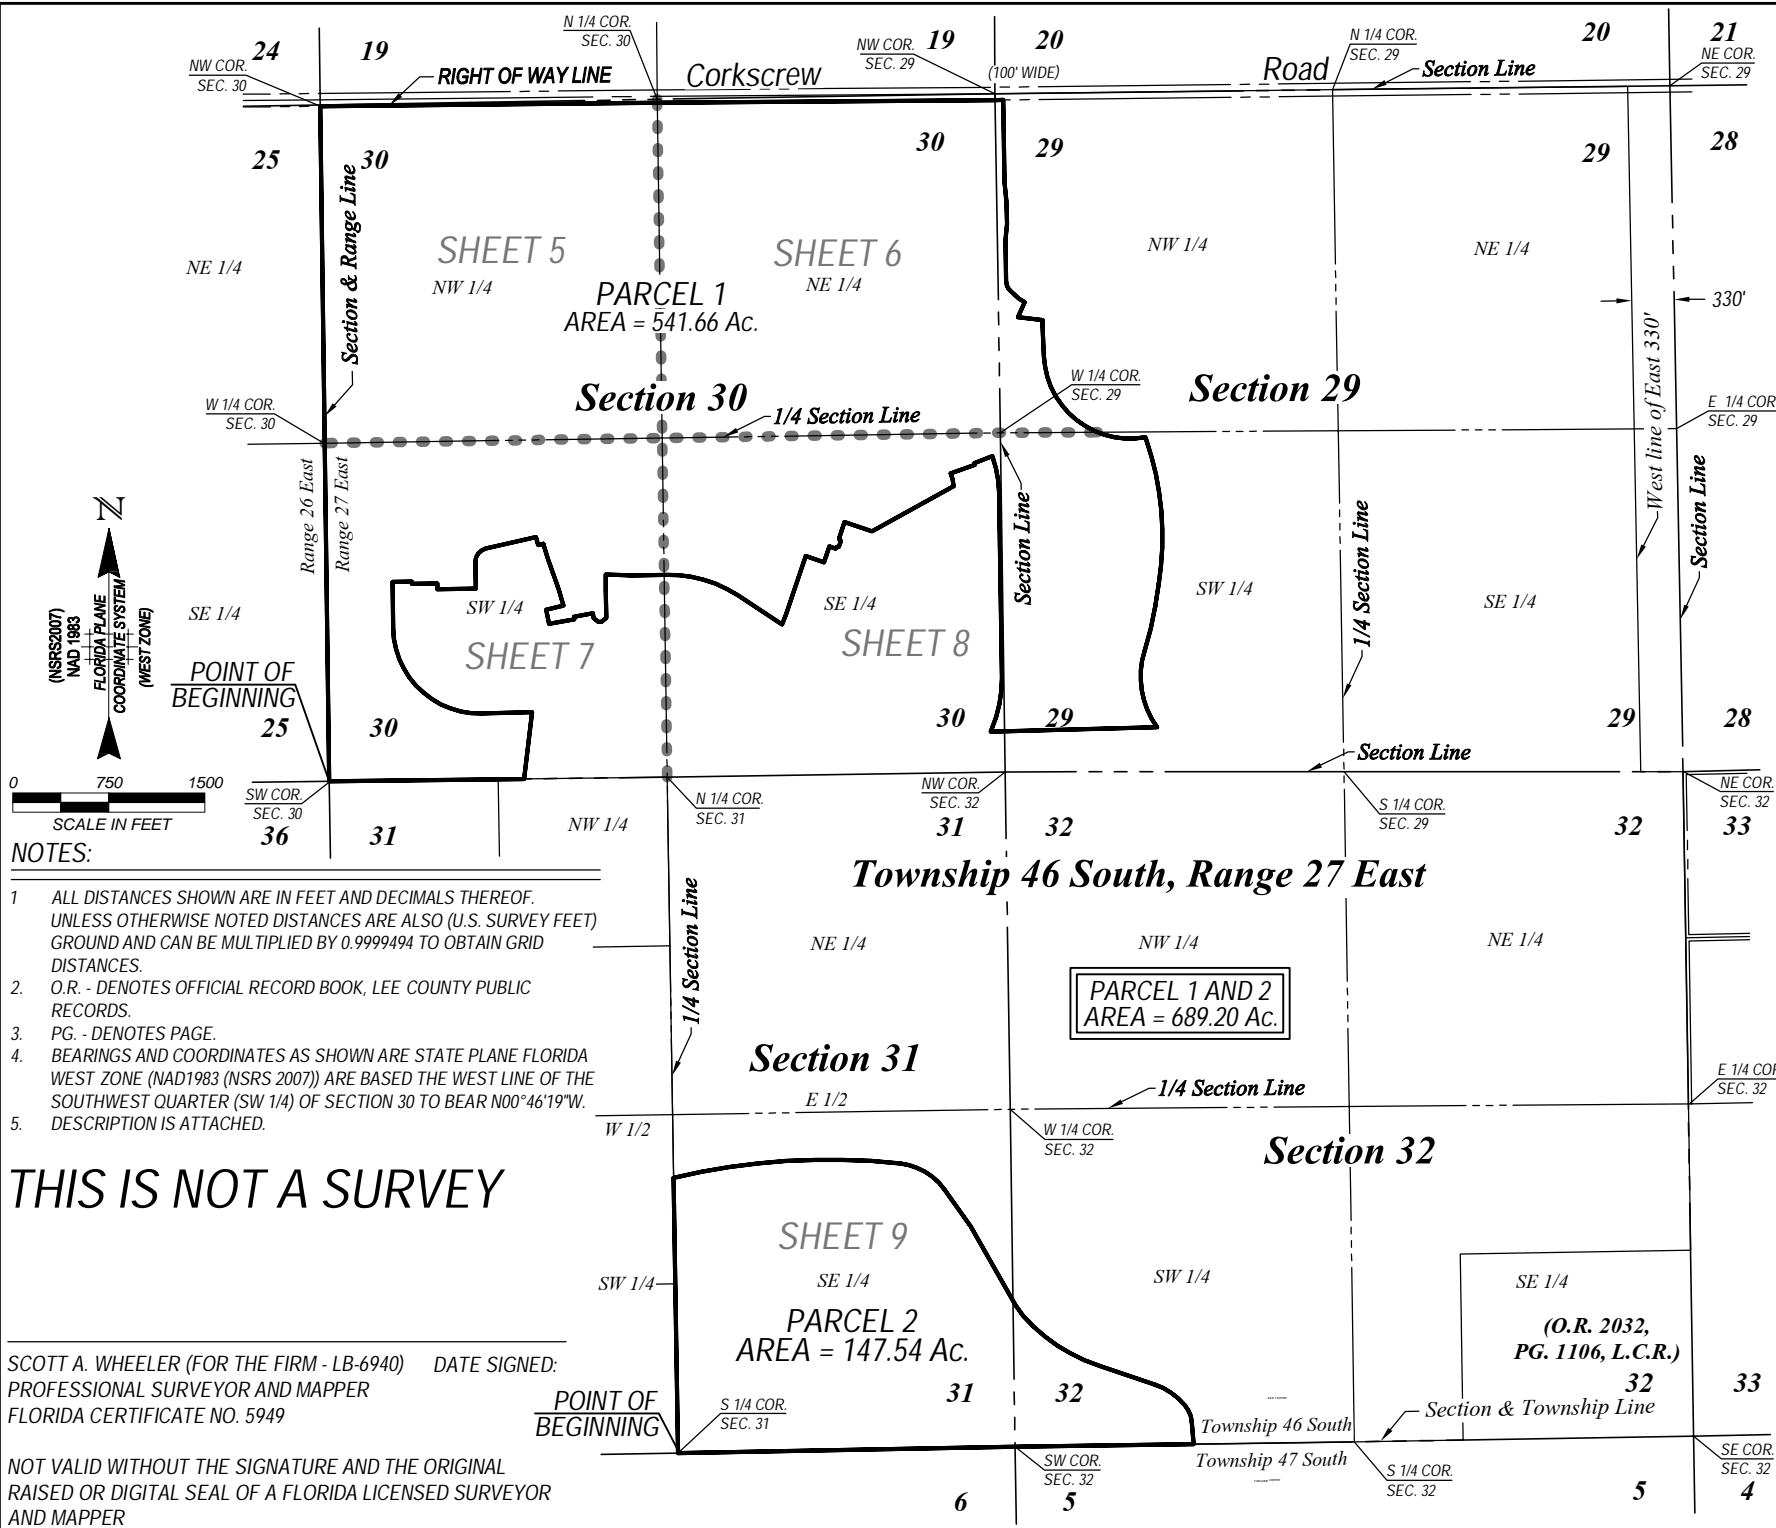 24
19
N 1/4 COR.
SEC. 30
NW COR.
SEC. 29
19
20
N 1/4 COR.
SEC. 29
20
21
NE COR.
SEC. 29
NW COR.
SEC. 30
RIGHT OF WAY LINE
Corkscrew
(100' WIDE)
Road
Section Line
25
30
30
29
29
28
Section & Range Line
SHEET 5
SHEET 6
NW 1/4
NE 1/4
NE 1/4
NW 1/4
NE 1/4
PARCEL 1
AREA = 541.66 Ac.
330'
West line of East 330'
W 1/4 COR.
SEC. 30
Section 30
1/4 Section Line
W 1/4 COR.
SEC. 29
Section 29
E 1/4 COR
SEC. 29
Range 26 East
Range 27 East
Section Line
1/4 Section Line
Section Line
N
(NSRS2007)
NAD 1983
FLORIDA PLANE
COORDINATE SYSTEM
(WEST ZONE)
SE 1/4
SW 1/4
SE 1/4
SW 1/4
SE 1/4
SHEET 7
SHEET 8
POINT OF
BEGINNING
25
30
30
29
29
28
Section Line
0 750 1500
SCALE IN FEET
SW COR.
SEC. 30
N 1/4 COR.
SEC. 31
NW COR.
SEC. 32
S 1/4 COR.
SEC. 29
NE COR.
SEC. 32
36
31
NW 1/4
31
32
32
33
Township 46 South, Range 27 East
NOTES:
1 ALL DISTANCES SHOWN ARE IN FEET AND DECIMALS THEREOF.
UNLESS OTHERWISE NOTED DISTANCES ARE ALSO (U.S. SURVEY FEET)
GROUND AND CAN BE MULTIPLIED BY 0.9999494 TO OBTAIN GRID
DISTANCES.
2. O.R. - DENOTES OFFICIAL RECORD BOOK, LEE COUNTY PUBLIC
RECORDS.
3. PG. - DENOTES PAGE.
4. BEARINGS AND COORDINATES AS SHOWN ARE STATE PLANE FLORIDA
WEST ZONE (NAD1983 (NSRS 2007)) ARE BASED THE WEST LINE OF THE
SOUTHWEST QUARTER (SW 1/4) OF SECTION 30 TO BEAR N00°46'19"W.
5. DESCRIPTION IS ATTACHED.
1/4 Section Line
NE 1/4
NW 1/4
NE 1/4
PARCEL 1 AND 2
AREA = 689.20 Ac.
Section 31
E 1/2
W 1/2
1/4 Section Line
E 1/4 COR
SEC. 32
W 1/4 COR.
SEC. 32
Section 32
THIS IS NOT A SURVEY
SHEET 9
SW 1/4
SE 1/4
SW 1/4
SE 1/4
PARCEL 2
AREA = 147.54 Ac.
(O.R. 2032,
PG. 1106, L.C.R.)
31
32
32
33
SCOTT A. WHEELER (FOR THE FIRM - LB-6940) DATE SIGNED:
PROFESSIONAL SURVEYOR AND MAPPER
FLORIDA CERTIFICATE NO. 5949
POINT OF
BEGINNING
S 1/4 COR.
SEC. 31
Township 46 South
Section & Township Line
Township 47 South
SW COR.
SEC. 32
S 1/4 COR.
SEC. 32
SE COR.
SEC. 32
6
5
5
4
NOT VALID WITHOUT THE SIGNATURE AND THE ORIGINAL
RAISED OR DIGITAL SEAL OF A FLORIDA LICENSED SURVEYOR
AND MAPPER